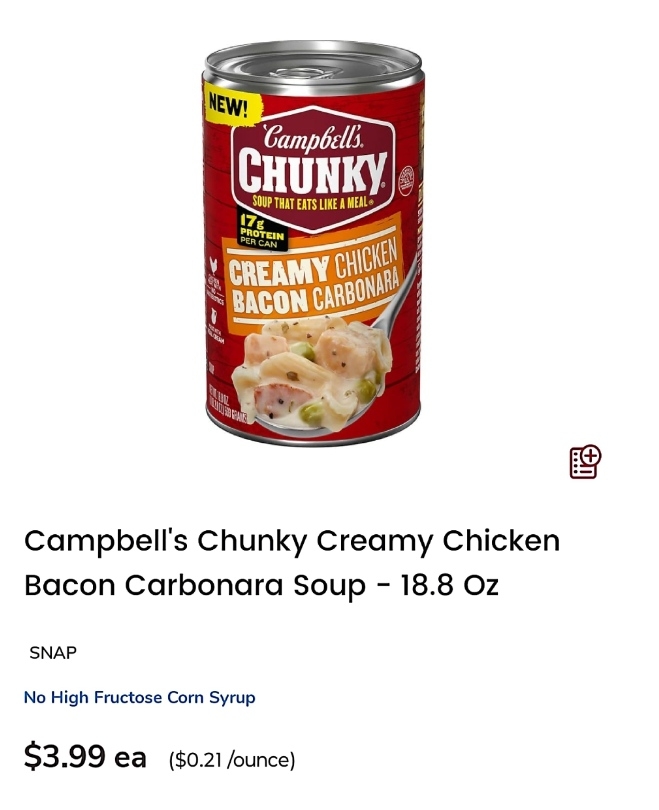 NEW!
Campbell's®
CHUNKY®
SOUP THAT EATS LIKE A MEAL®
17g
PROTEIN
PER CAN
CREAMY CHICKEN
BACON CARBONARA
Campbell's Chunky Creamy Chicken
Bacon Carbonara Soup - 18.8 Oz
SNAP
No High Fructose Corn Syrup
$3.99 ea ($0.21 /ounce)